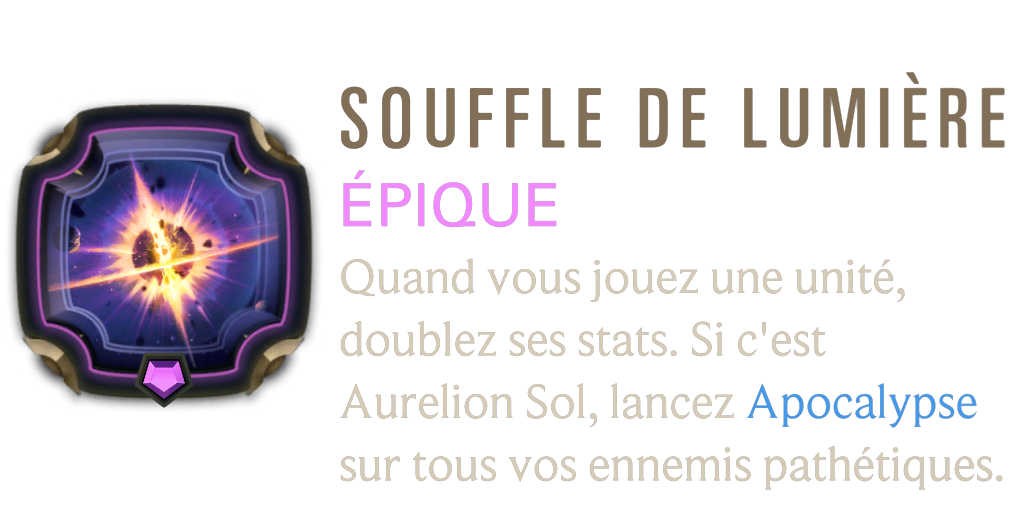 SOUFFLE DE LUMIÈRE
ÉPIQUE
Quand vous jouez une unité,
doublez ses stats. Si c'est
Aurelion Sol, lancez Apocalypse
sur tous vos ennemis pathétiques.